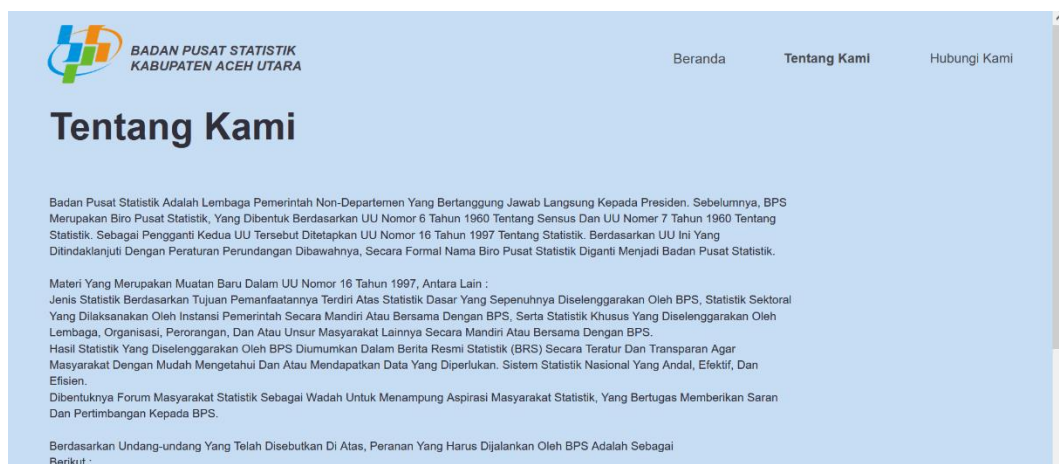 BADAN PUSAT STATISTIK
KABUPATEN ACEH UTARA
Beranda
Tentang Kami
Hubungi Kami
Tentang Kami
Badan Pusat Statistik Adalah Lembaga Pemerintah Non-Departemen Yang Bertanggung Jawab Langsung Kepada Presiden. Sebelumnya, BPS
Merupakan Biro Pusat Statistik, Yang Dibentuk Berdasarkan UU Nomor 6 Tahun 1960 Tentang Sensus Dan UU Nomer 7 Tahun 1960 Tentang
Statistik. Sebagai Pengganti Kedua UU Tersebut Ditetapkan UU Nomor 16 Tahun 1997 Tentang Statistik. Berdasarkan UU Ini Yang
Ditindaklanjuti Dengan Peraturan Perundangan Dibawahnya, Secara Formal Nama Biro Pusat Statistik Diganti Menjadi Badan Pusat Statistik.
Materi Yang Merupakan Muatan Baru Dalam UU Nomor 16 Tahun 1997, Antara Lain :
Jenis Statistik Berdasarkan Tujuan Pemanfaatannya Terdiri Atas Statistik Dasar Yang Sepenuhnya Diselenggarakan Oleh BPS, Statistik Sektoral
Yang Dilaksanakan Oleh Instansi Pemerintah Secara Mandiri Atau Bersama Dengan BPS, Serta Statistik Khusus Yang Diselenggarakan Oleh
Lembaga, Organisasi, Perorangan, Dan Atau Unsur Masyarakat Lainnya Secara Mandiri Atau Bersama Dengan BPS.
Hasil Statistik Yang Diselenggarakan Oleh BPS Diumumkan Dalam Berita Resmi Statistik (BRS) Secara Teratur Dan Transparan Agar
Masyarakat Dengan Mudah Mengetahui Dan Atau Mendapatkan Data Yang Diperlukan. Sistem Statistik Nasional Yang Andal, Efektif, Dan
Efisien.
Dibentuknya Forum Masyarakat Statistik Sebagai Wadah Untuk Menampung Aspirasi Masyarakat Statistik, Yang Bertugas Memberikan Saran
Dan Pertimbangan Kepada BPS.
Berdasarkan Undang-undang Yang Telah Disebutkan Di Atas, Peranan Yang Harus Dijalankan Oleh BPS Adalah Sebagai
Berikut :